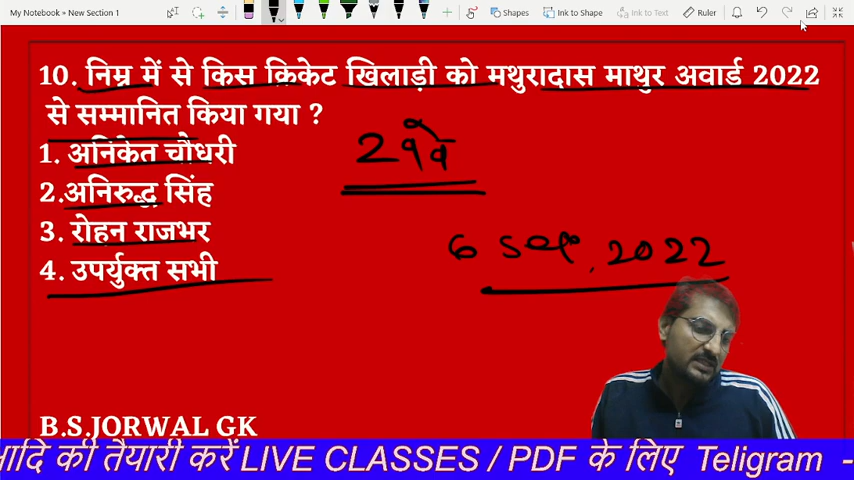 My Notebook » New Section 1
Shapes
Ink to Shape
Ink to Text
Ruler
10. निम्न में से किस क्रिकेट खिलाड़ी को मथुरादास माथुर अवार्ड 2022
से सम्मानित किया गया ?
1. अनिकेत चौधरी
2.अनिरुद्ध सिंह
3. रोहन राजभर
4. उपर्युक्त सभी
6 Sep, 2022
B.S.JORWAL GK
आदि की तैयारी करें LIVE CLASSES / PDF के लिए Teligram -